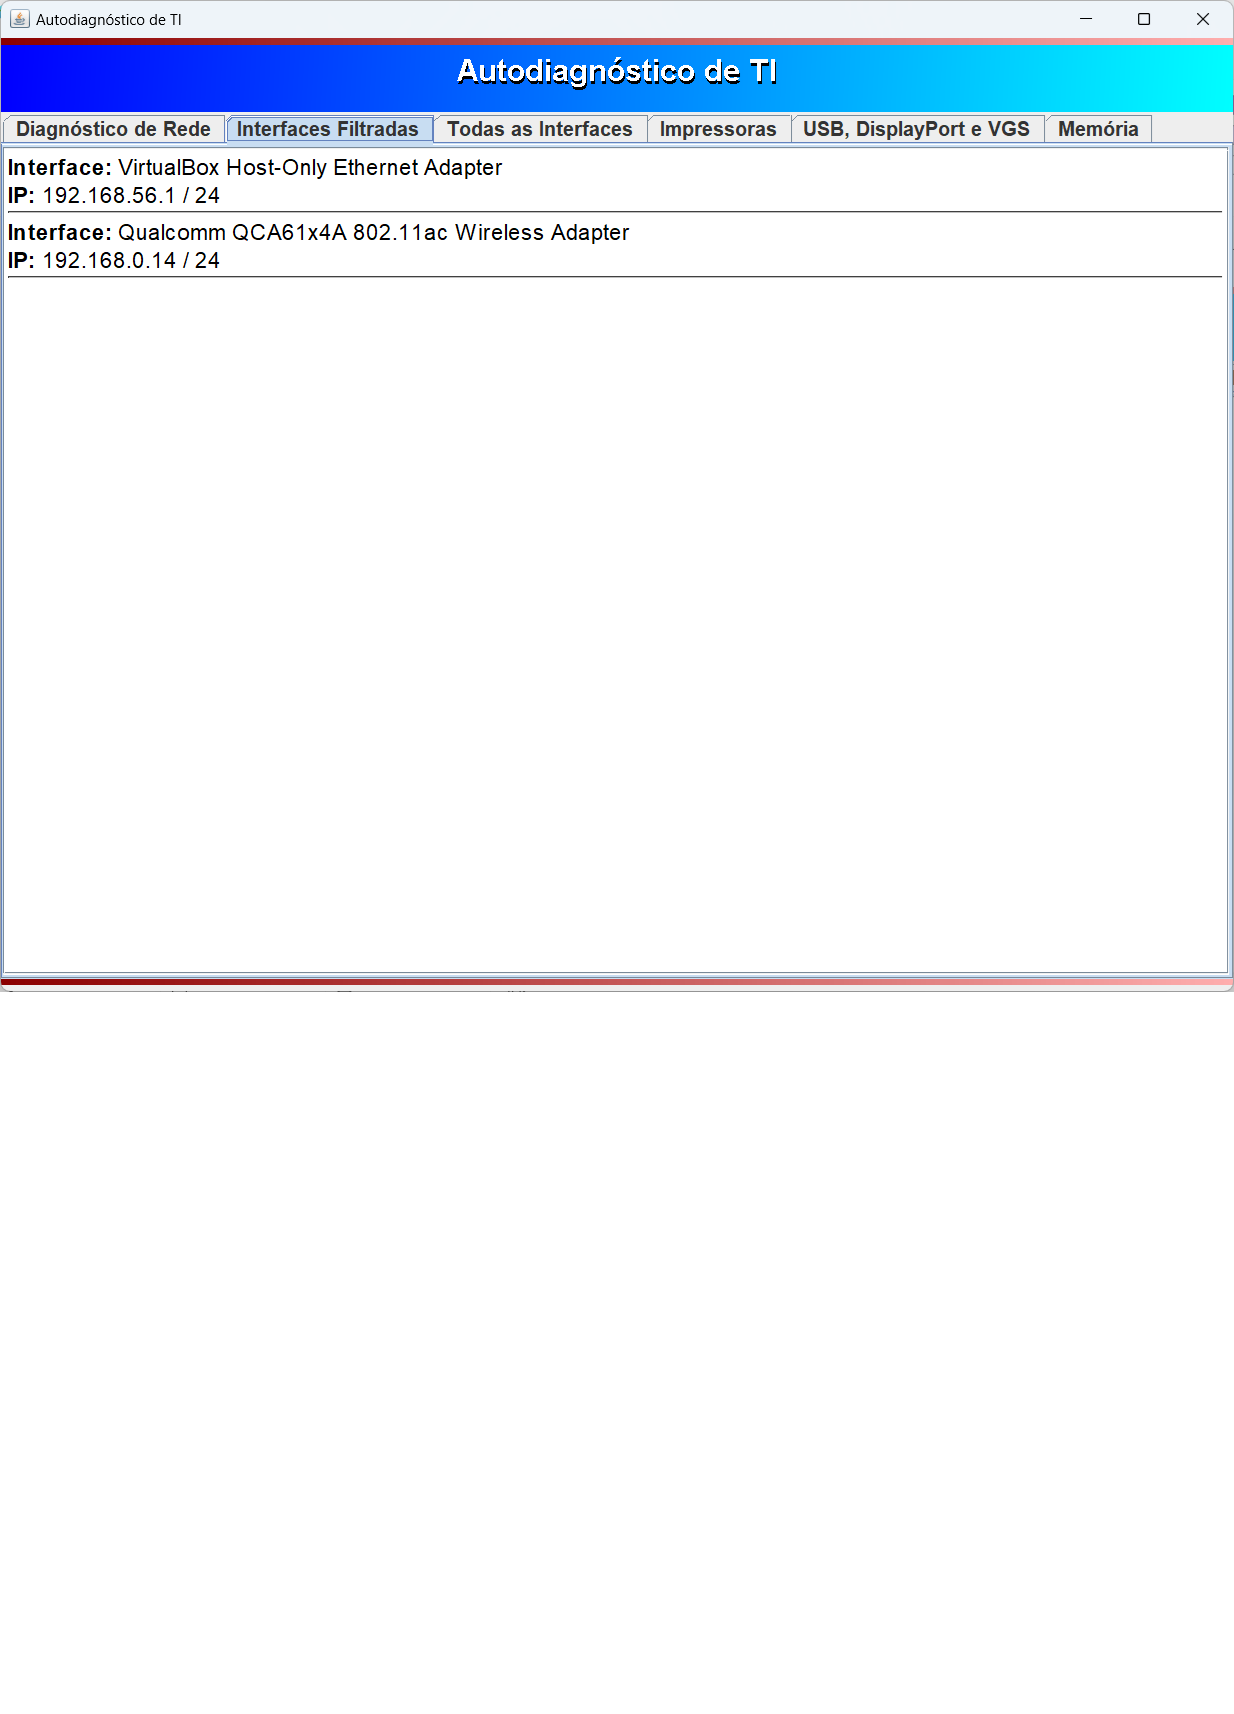 Autodiagnóstico de TI
Autodiagnóstico de TI
Diagnóstico de Rede Interfaces Filtradas Todas as Interfaces Impressoras USB, DisplayPort e VGS Memória
Interface: VirtualBox Host-Only Ethernet Adapter
IP: 192.168.56.1 / 24
Interface: Qualcomm QCA61x4A 802.11ac Wireless Adapter
IP: 192.168.0.14 / 24